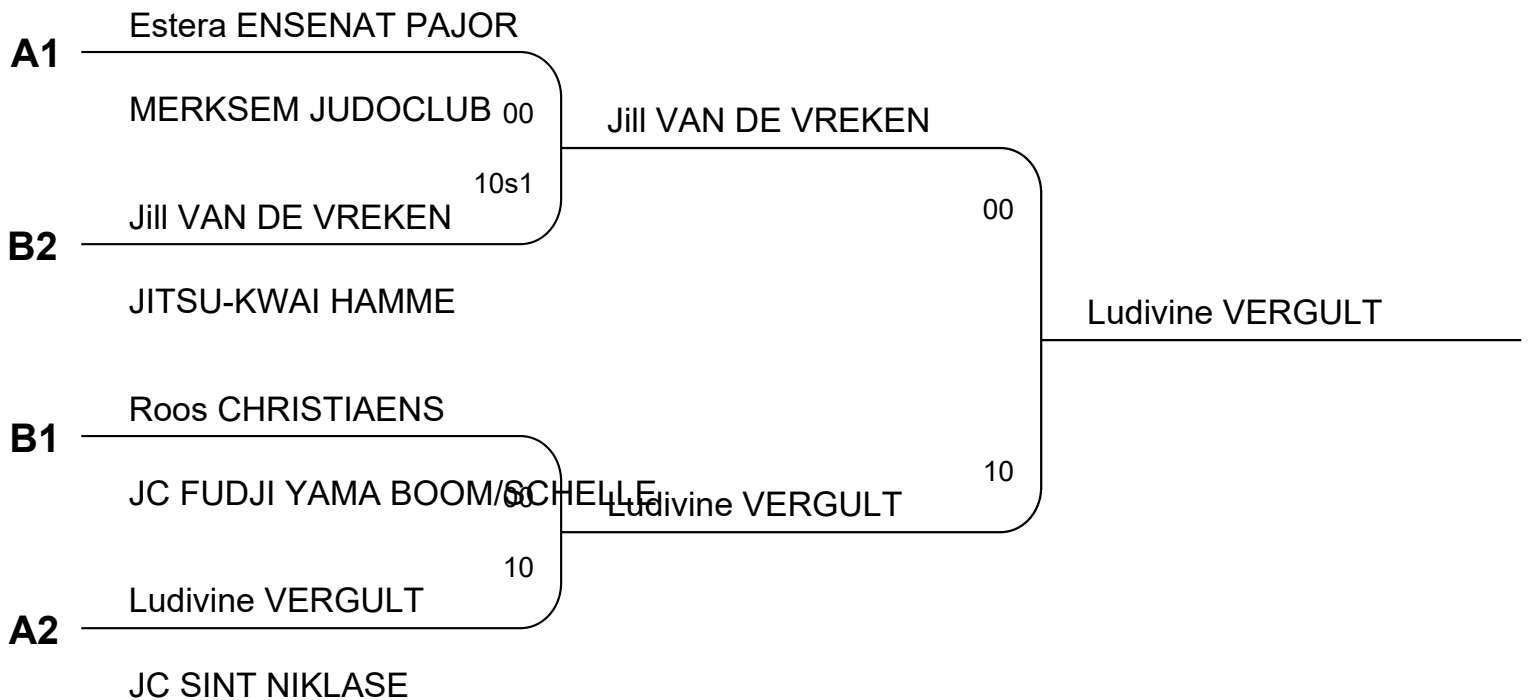 Estera ENSENAT PAJOR
A1
MERKSEM JUDOCLUB 00
Jill VAN DE VREKEN
10s1
Jill VAN DE VREKEN
00
B2
JITSU-KWAI HAMME
Ludivine VERGULT
Roos CHRISTIAENS
B1
10
JC FUDJI YAMA BOOM/SCHELLE
00
Ludivine VERGULT
10
Ludivine VERGULT
A2
JC SINT NIKLASE